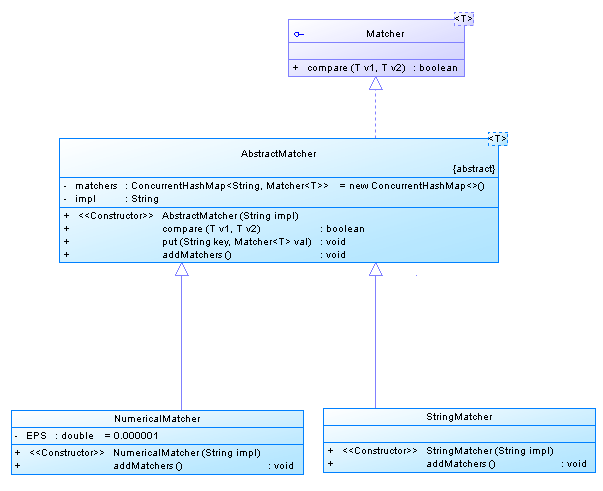 <T>
Matcher
+ compare (T v1, T v2) : boolean
<T>
AbstractMatcher
{abstract}
- matchers : ConcurrentHashMap<String, Matcher<T>> = new ConcurrentHashMap<>()
- impl : String
+ <<Constructor>> AbstractMatcher (String impl)
+ compare (T v1, T v2) : boolean
+ put (String key, Matcher<T> val) : void
+ addMatchers () : void
NumericalMatcher
- EPS : double = 0.000001
+ <<Constructor>> NumericalMatcher (String impl)
+ addMatchers () : void
StringMatcher
+ <<Constructor>> StringMatcher (String impl)
+ addMatchers () : void